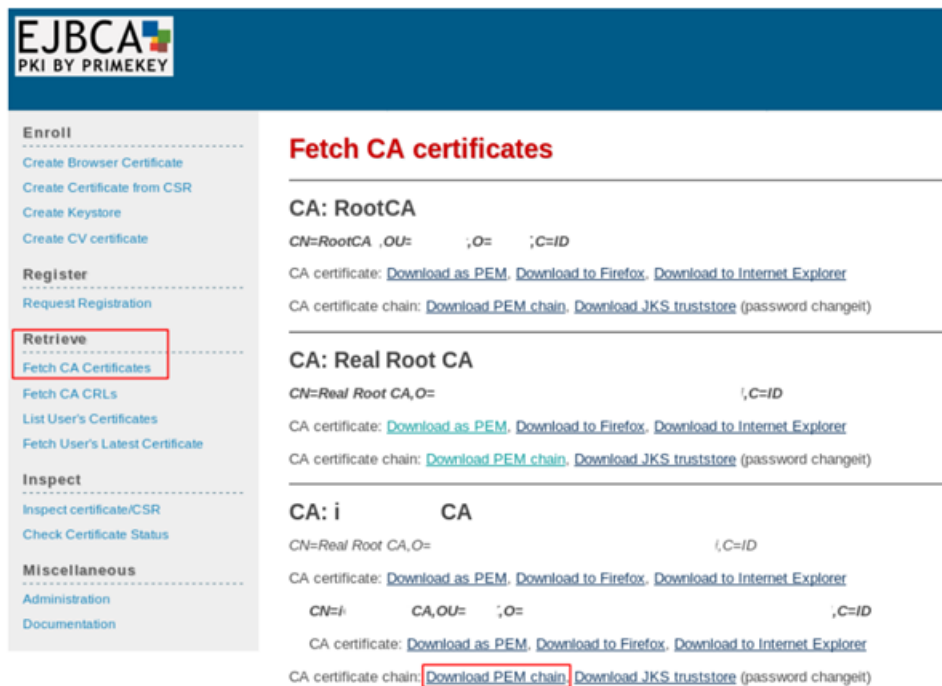 EJBCA
PKI BY PRIMEKEY
Enroll
Create Browser Certificate
Create Certificate from CSR
Create Keystore
Create CV certificate
Register
Request Registration
Retrieve
Fetch CA Certificates
Fetch CA CRLs
List User's Certificates
Fetch User's Latest Certificate
Inspect
Inspect certificate/CSR
Check Certificate Status
Miscellaneous
Administration
Documentation
Fetch CA certificates
CA: RootCA
CN=RootCA ,OU= ,O= ,C=ID
CA certificate: Download as PEM, Download to Firefox, Download to Internet Explorer
CA certificate chain: Download PEM chain, Download JKS truststore (password changeit)
CA: Real Root CA
CN=Real Root CA,O= ,C=ID
CA certificate: Download as PEM, Download to Firefox, Download to Internet Explorer
CA certificate chain: Download PEM chain, Download JKS truststore (password changeit)
CA: i CA
CN=Real Root CA,O= ,C=ID
CA certificate: Download as PEM, Download to Firefox, Download to Internet Explorer
CN=i CA,OU= ,O= ,C=ID
CA certificate: Download as PEM, Download to Firefox, Download to Internet Explorer
CA certificate chain: Download PEM chain, Download JKS truststore (password changeit)